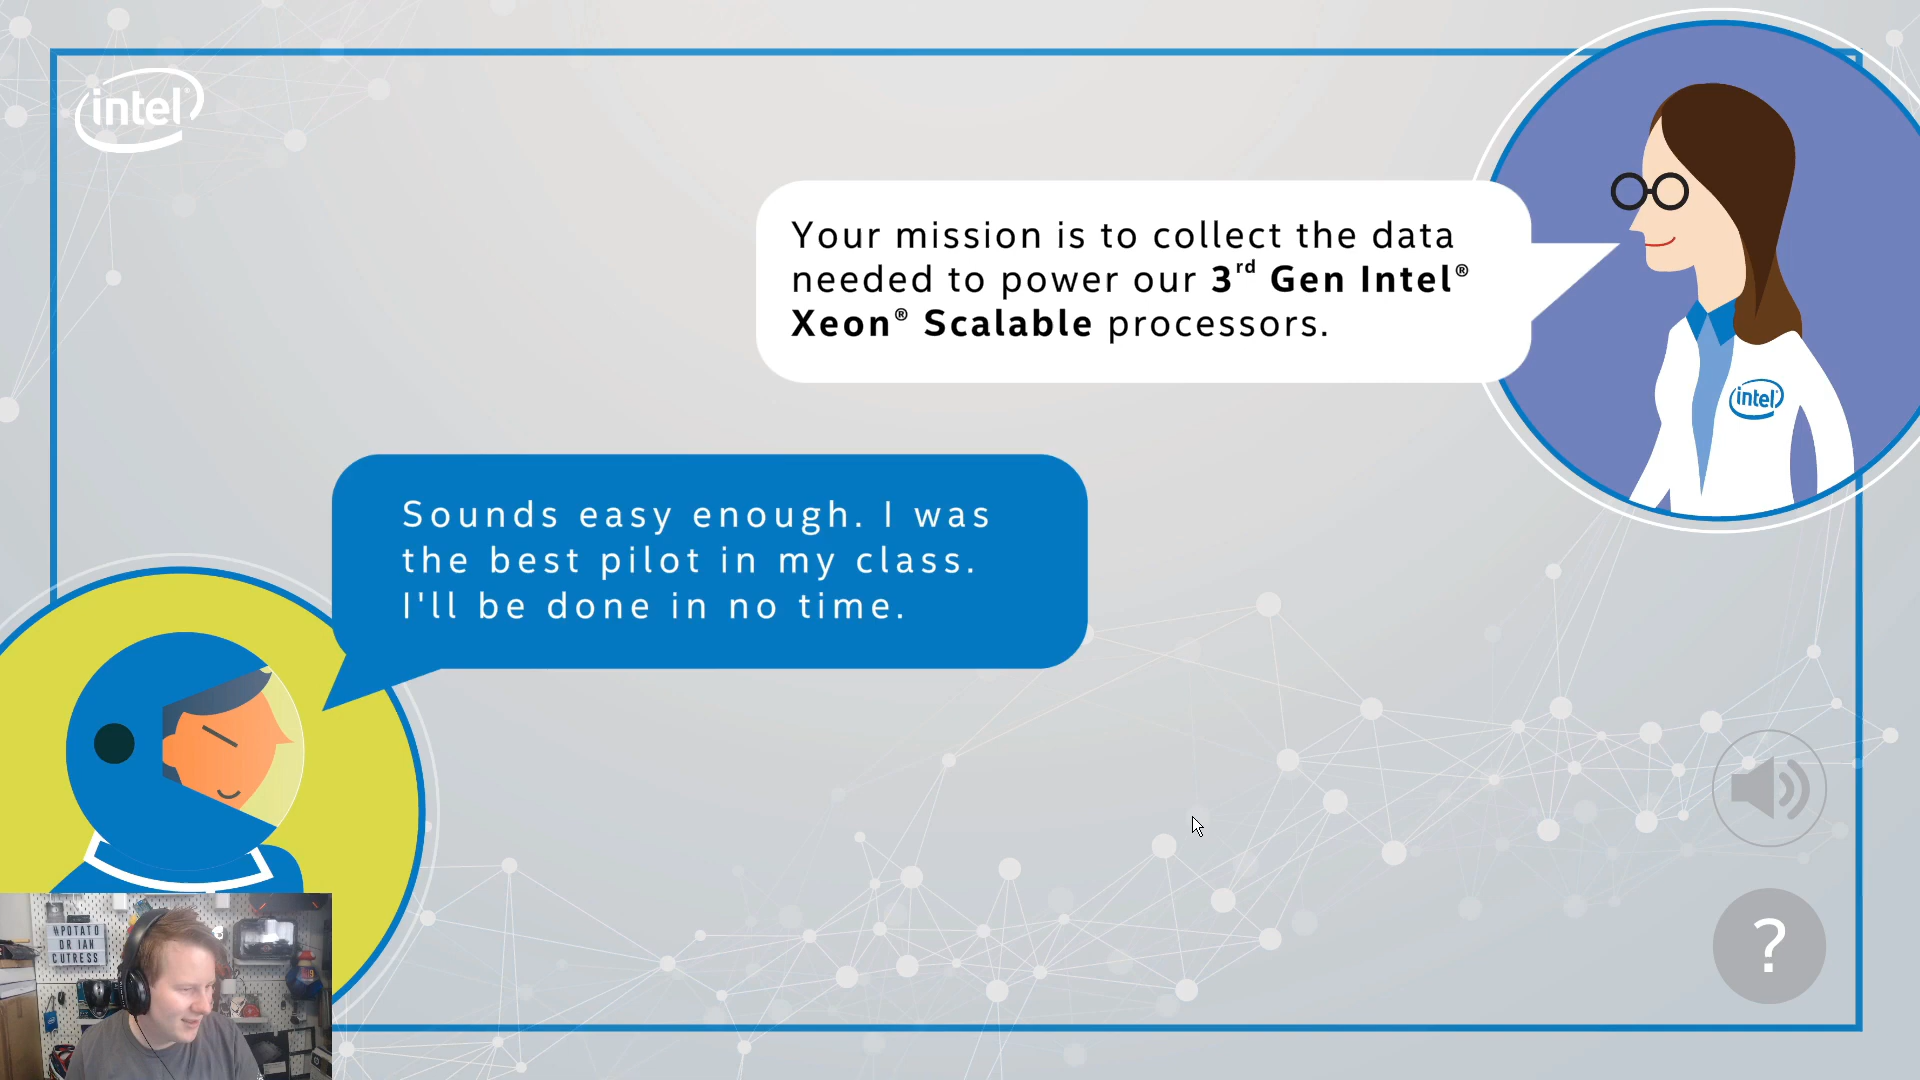 intel
Your mission is to collect the data
needed to power our 3rd Gen Intel®
Xeon® Scalable processors.
intel
Sounds easy enough. I was
the best pilot in my class.
I'll be done in no time.
?
#POTATO
DR IAN
CUTRESS